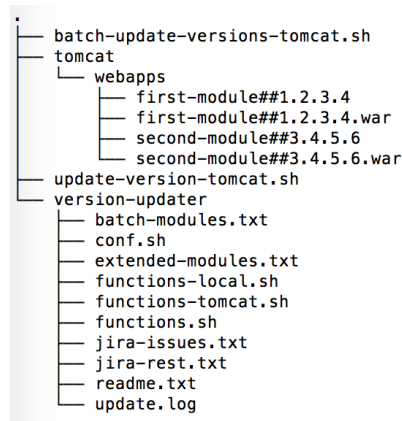 .
├── batch-update-versions-tomcat.sh
├── tomcat
│   └── webapps
│       ├── first-module##1.2.3.4
│       ├── first-module##1.2.3.4.war
│       ├── second-module##3.4.5.6
│       └── second-module##3.4.5.6.war
├── update-version-tomcat.sh
└── version-updater
    ├── batch-modules.txt
    ├── conf.sh
    ├── extended-modules.txt
    ├── functions-local.sh
    ├── functions-tomcat.sh
    ├── functions.sh
    ├── jira-issues.txt
    ├── jira-rest.txt
    ├── readme.txt
    └── update.log